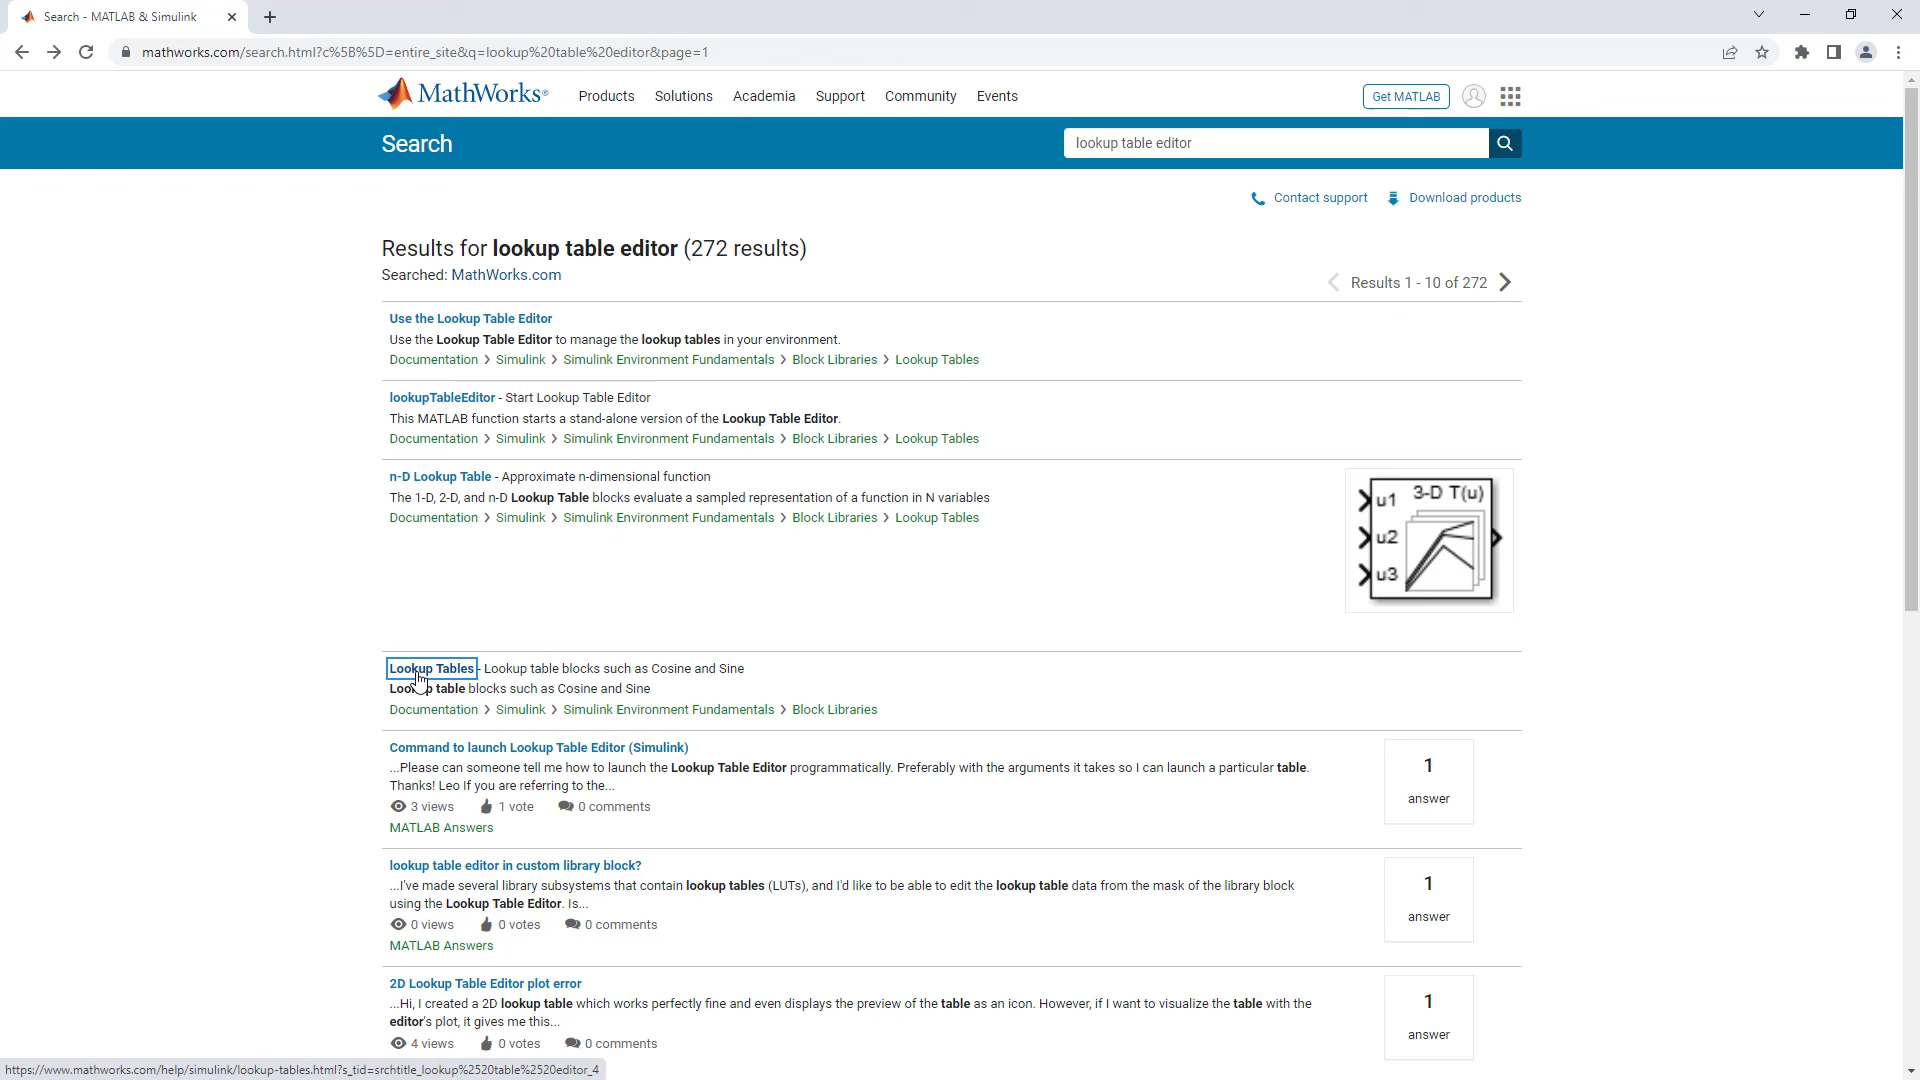 Search - MATLAB & Simulink
mathworks.com/search.html?c%5B%5D=entire_site&q=lookup%20table%20editor&page=1
MathWorks®
Products Solutions Academia Support Community Events
Get MATLAB
Search
lookup table editor
Contact support Download products
Results for lookup table editor (272 results)
Searched: MathWorks.com
Results 1 - 10 of 272
Use the Lookup Table Editor
Use the Lookup Table Editor to manage the lookup tables in your environment.
Documentation > Simulink > Simulink Environment Fundamentals > Block Libraries > Lookup Tables
lookupTableEditor - Start Lookup Table Editor
This MATLAB function starts a stand-alone version of the Lookup Table Editor.
Documentation > Simulink > Simulink Environment Fundamentals > Block Libraries > Lookup Tables
n-D Lookup Table - Approximate n-dimensional function
The 1-D, 2-D, and n-D Lookup Table blocks evaluate a sampled representation of a function in N variables
Documentation > Simulink > Simulink Environment Fundamentals > Block Libraries > Lookup Tables
u1 3-D T(u)
u2
u3
Lookup Tables - Lookup table blocks such as Cosine and Sine
Lookup table blocks such as Cosine and Sine
Documentation > Simulink > Simulink Environment Fundamentals > Block Libraries
Command to launch Lookup Table Editor (Simulink)
...Please can someone tell me how to launch the Lookup Table Editor programmatically. Preferably with the arguments it takes so I can launch a particular table.
Thanks! Leo If you are referring to the...
3 views 1 vote 0 comments
MATLAB Answers
1
answer
lookup table editor in custom library block?
...I've made several library subsystems that contain lookup tables (LUTs), and I'd like to be able to edit the lookup table data from the mask of the library block
using the Lookup Table Editor. Is...
0 views 0 votes 0 comments
MATLAB Answers
1
answer
2D Lookup Table Editor plot error
...Hi, I created a 2D lookup table which works perfectly fine and even displays the preview of the table as an icon. However, if I want to visualize the table with the
editor's plot, it gives me this...
4 views 0 votes 0 comments
1
answer
https://www.mathworks.com/help/simulink/lookup-tables.html?s_tid=srchtitle_lookup%2520table%2520editor_4